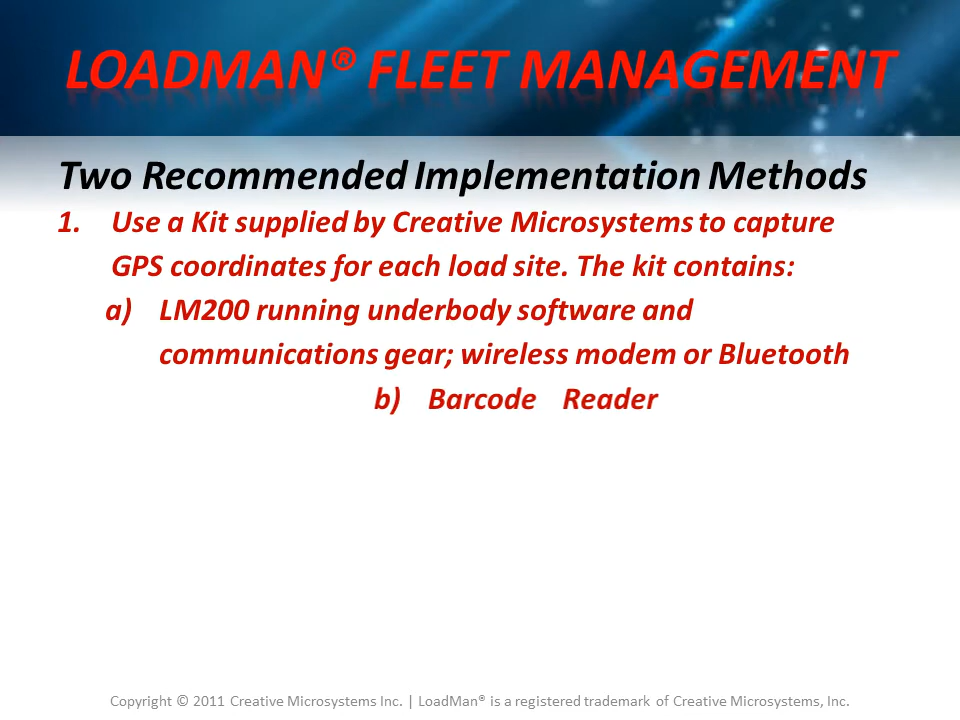 LOADMAN® FLEET MANAGEMENT
Two Recommended Implementation Methods
1. Use a Kit supplied by Creative Microsystems to capture
GPS coordinates for each load site. The kit contains:
a) LM200 running underbody software and
communications gear; wireless modem or Bluetooth
b) Barcode Reader
Copyright © 2011 Creative Microsystems Inc. | LoadMan® is a registered trademark of Creative Microsystems, Inc.